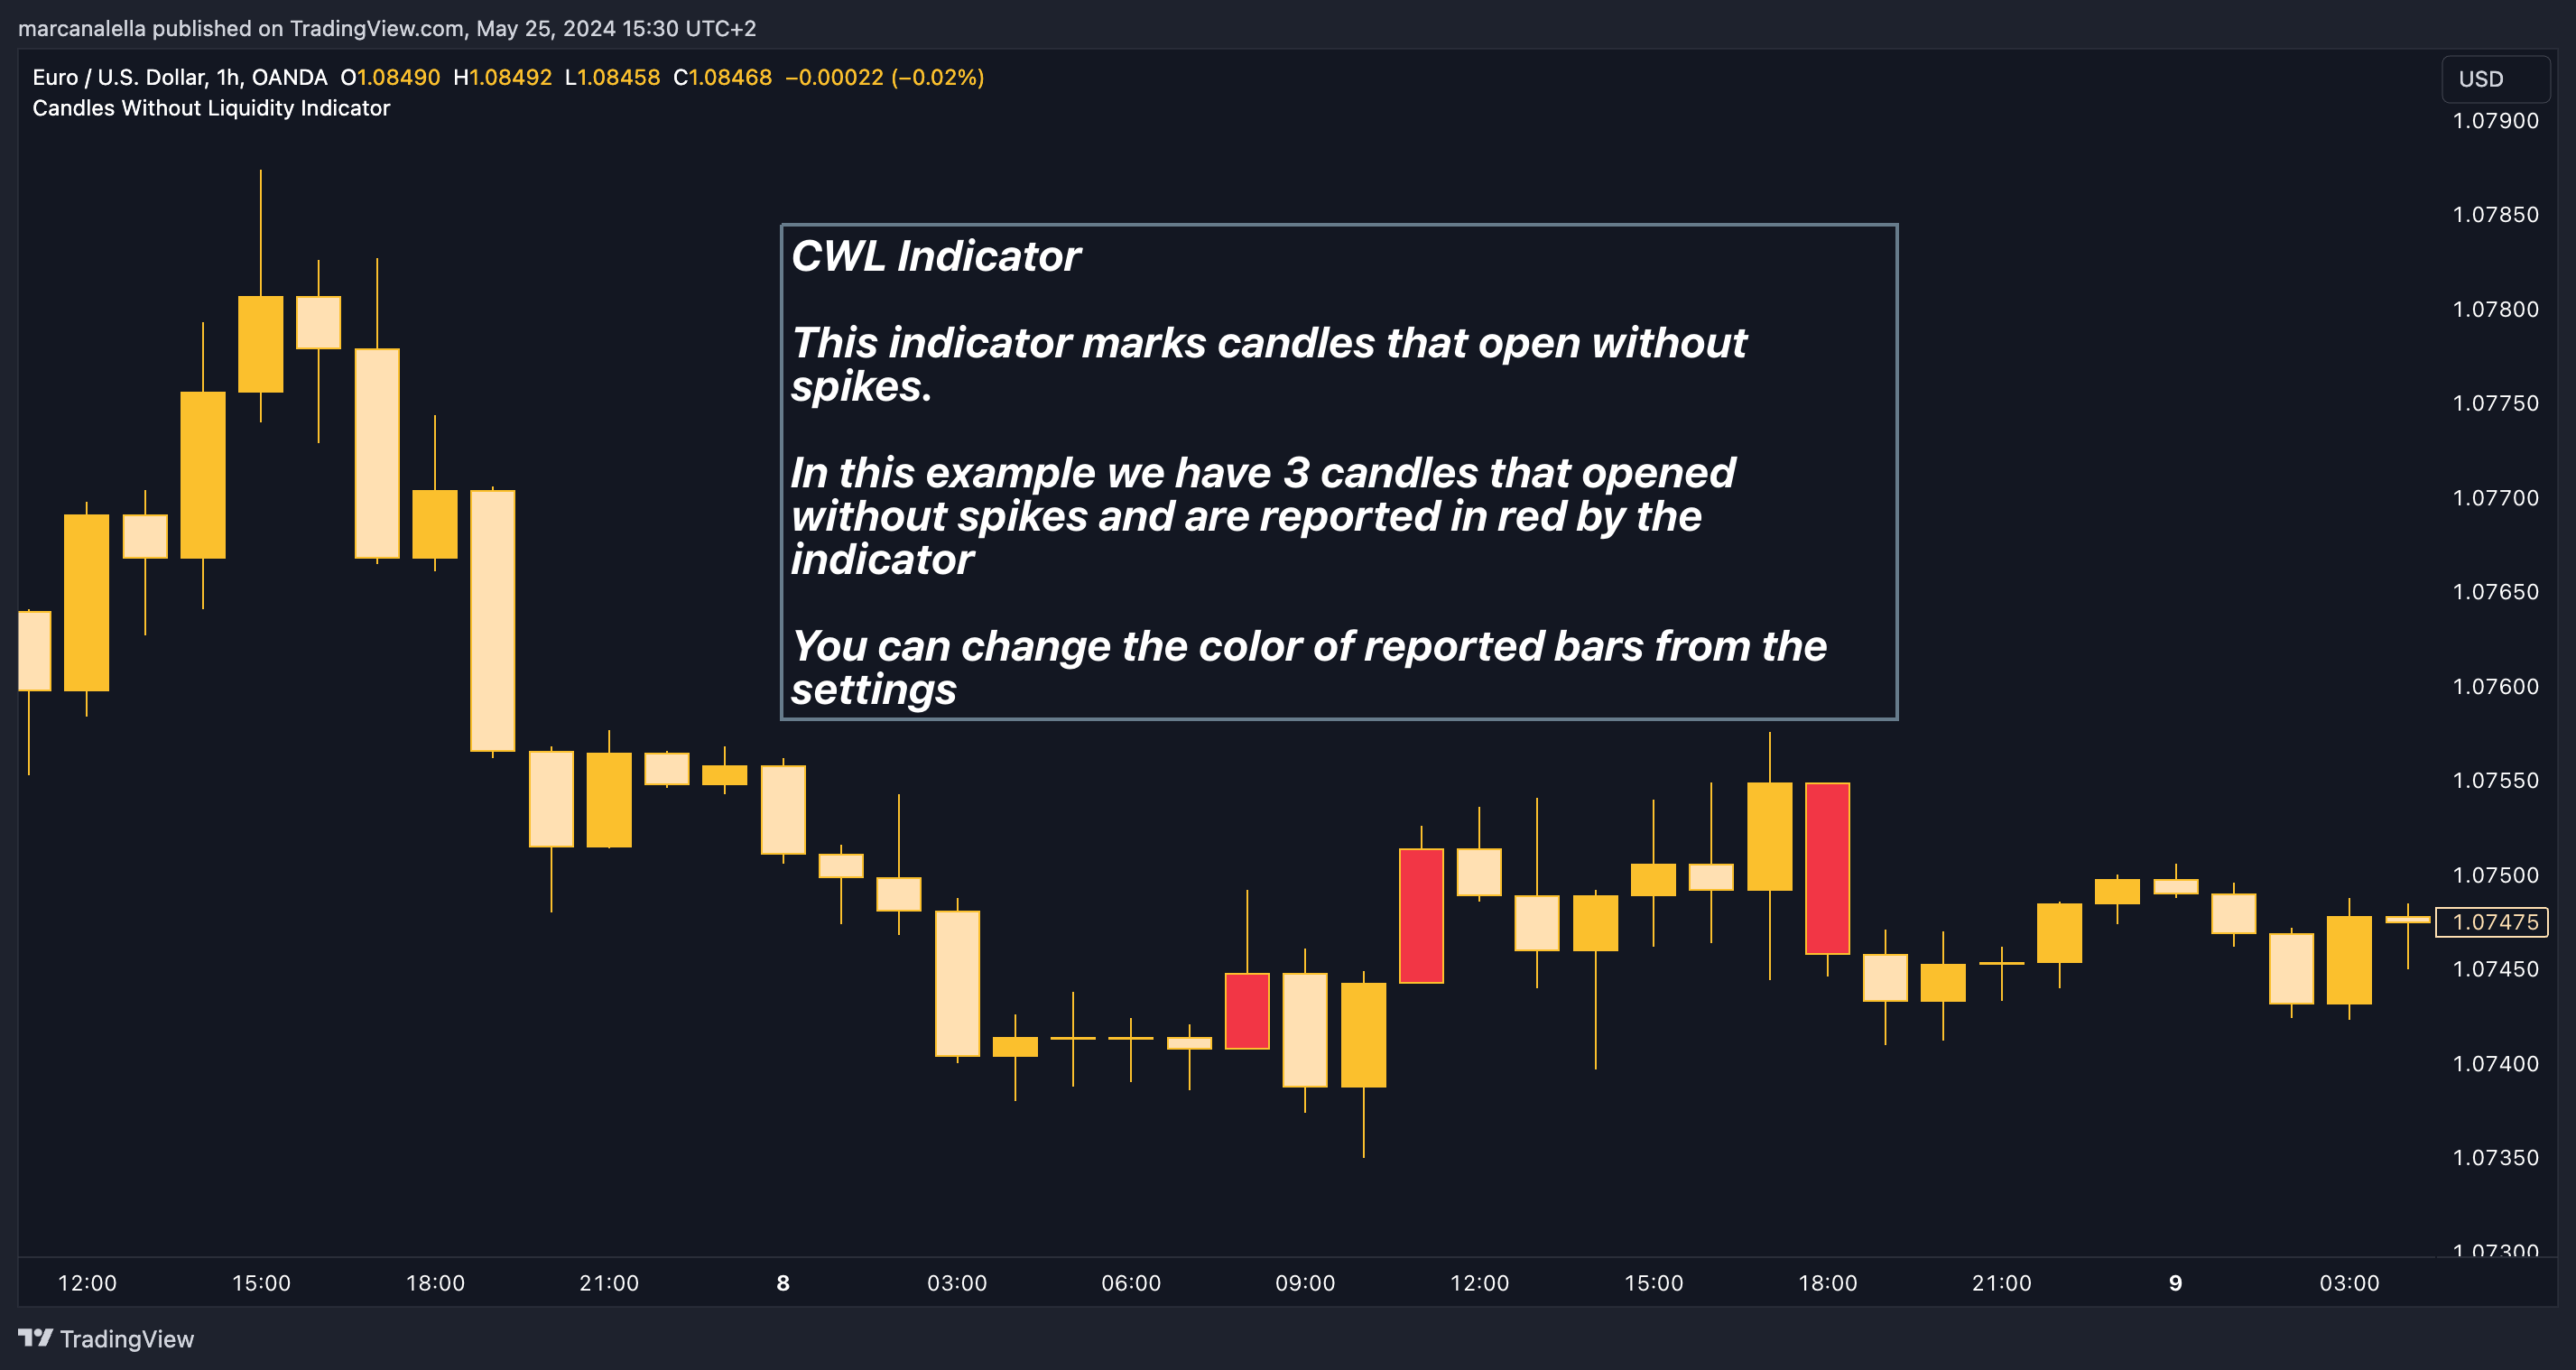 marcanalella published on TradingView.com, May 25, 2024 15:30 UTC+2
Euro / U.S. Dollar, 1h, OANDA O1.08490 H1.08492 L1.08458 C1.08468 −0.00022 (−0.02%)
USD
Candles Without Liquidity Indicator
1.07900
1.07850
CWL Indicator
1.07800
This indicator marks candles that open without
spikes.
1.07750
In this example we have 3 candles that opened
1.07700
without spikes and are reported in red by the
indicator
1.07650
You can change the color of reported bars from the
settings
1.07600
1.07550
1.07500
1.07475
1.07450
1.07400
1.07350
1.07300
12:00 15:00 18:00 21:00 8 03:00 06:00 09:00 12:00 15:00 18:00 21:00 9 03:00
TradingView